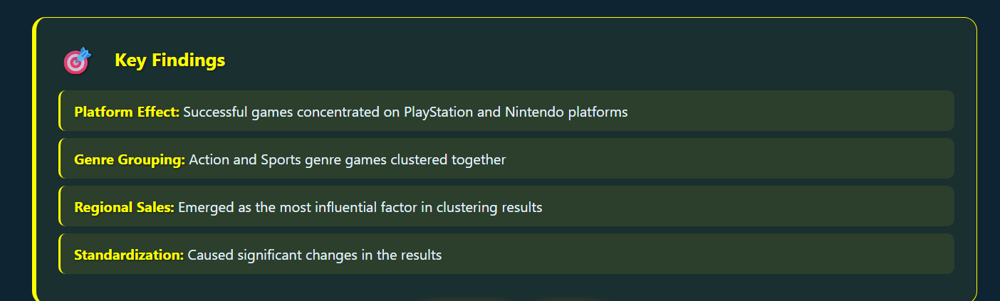 Key Findings
Platform Effect: Successful games concentrated on PlayStation and Nintendo platforms
Genre Grouping: Action and Sports genre games clustered together
Regional Sales: Emerged as the most influential factor in clustering results
Standardization: Caused significant changes in the results